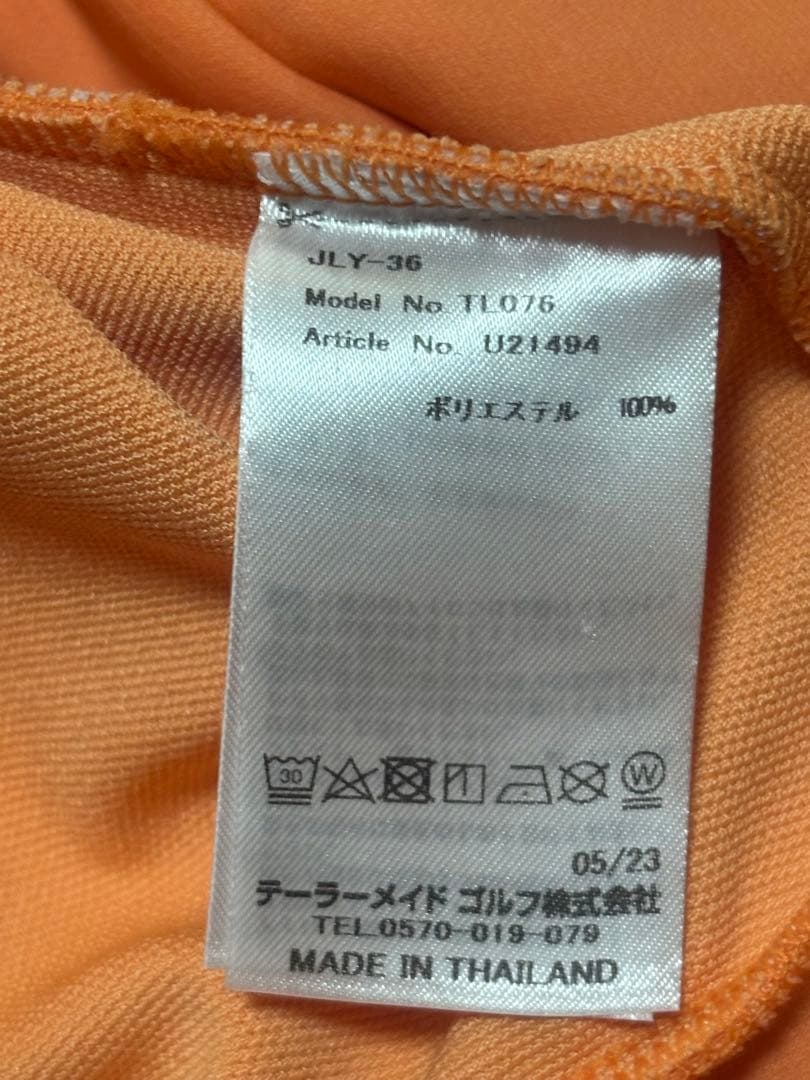 JLY-36
Model No. TL076
Article No. U21494
ポリエステル 100%
30
W
05/23
テーラーメイド ゴルフ株式会社
TEL.0570-019-079
MADE IN THAILAND